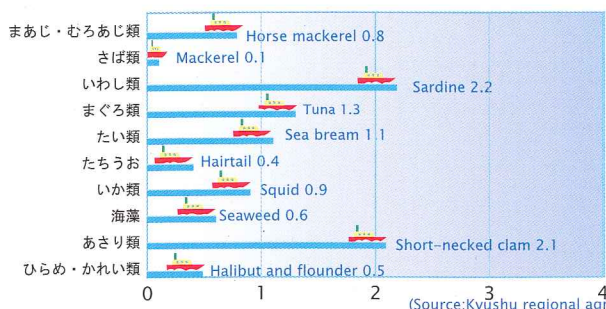 まあじ・むろあじ類 Horse mackerel 0.8
さば類 Mackerel 0.1
いわし類 Sardine 2.2
まぐろ類 Tuna 1.3
たい類 Sea bream 1.1
たちうお Hairtail 0.4
いか類 Squid 0.9
海藻 Seaweed 0.6
あさり類 Short-necked clam 2.1
ひらめ・かれい類 Halibut and flounder 0.5
0 1 2 3 4
(Source:Kyushu regional